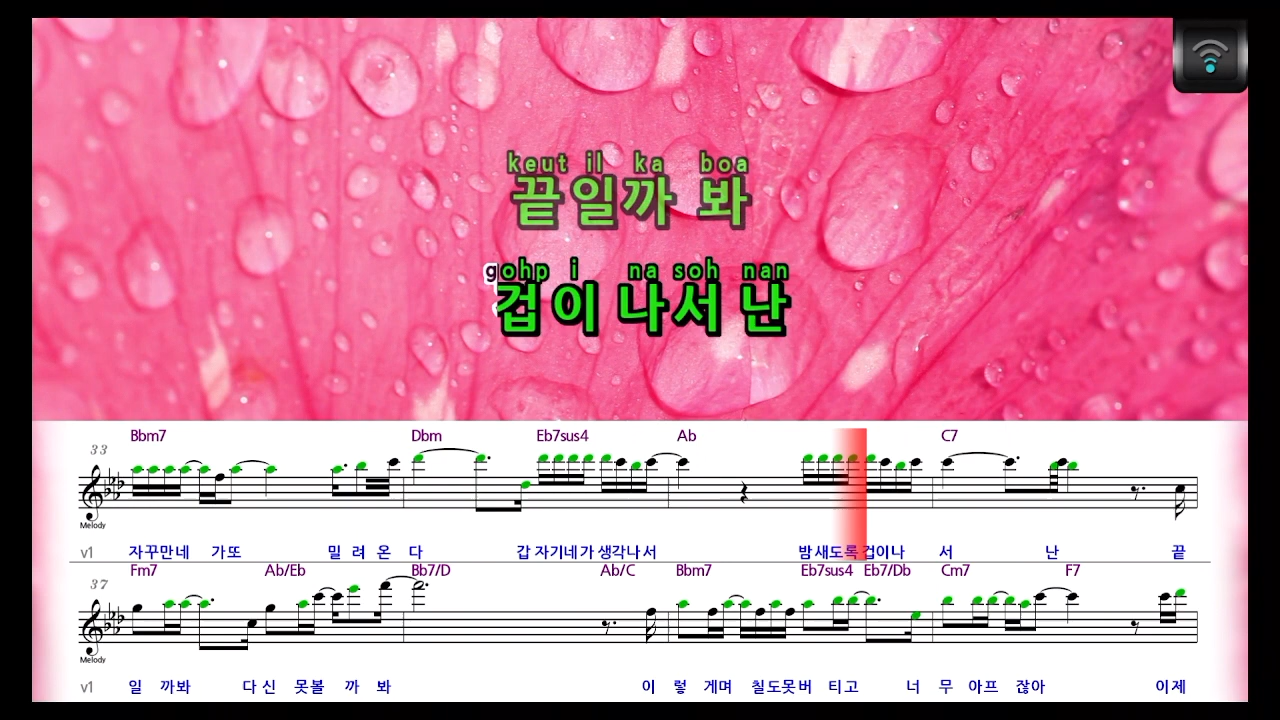 keut il ka boa
끝일까 봐
gohp i na soh nan
겁이 나서 난
Bbm7 Dbm Eb7sus4 Ab C7
33
Melody
v1 자꾸만네 가또 밀 려 온 다 갑 자기네가 생각나서 밤새도록 겁이나 서 난 끝
Fm7 Ab/Eb Bb7/D Ab/C Bbm7 Eb7sus4 Eb7/Db Cm7 F7
37
Melody
v1 일 까봐 다신 못볼 까 봐 이 렇 게며 칠도못버 티고 너 무 아프 잖아 이제